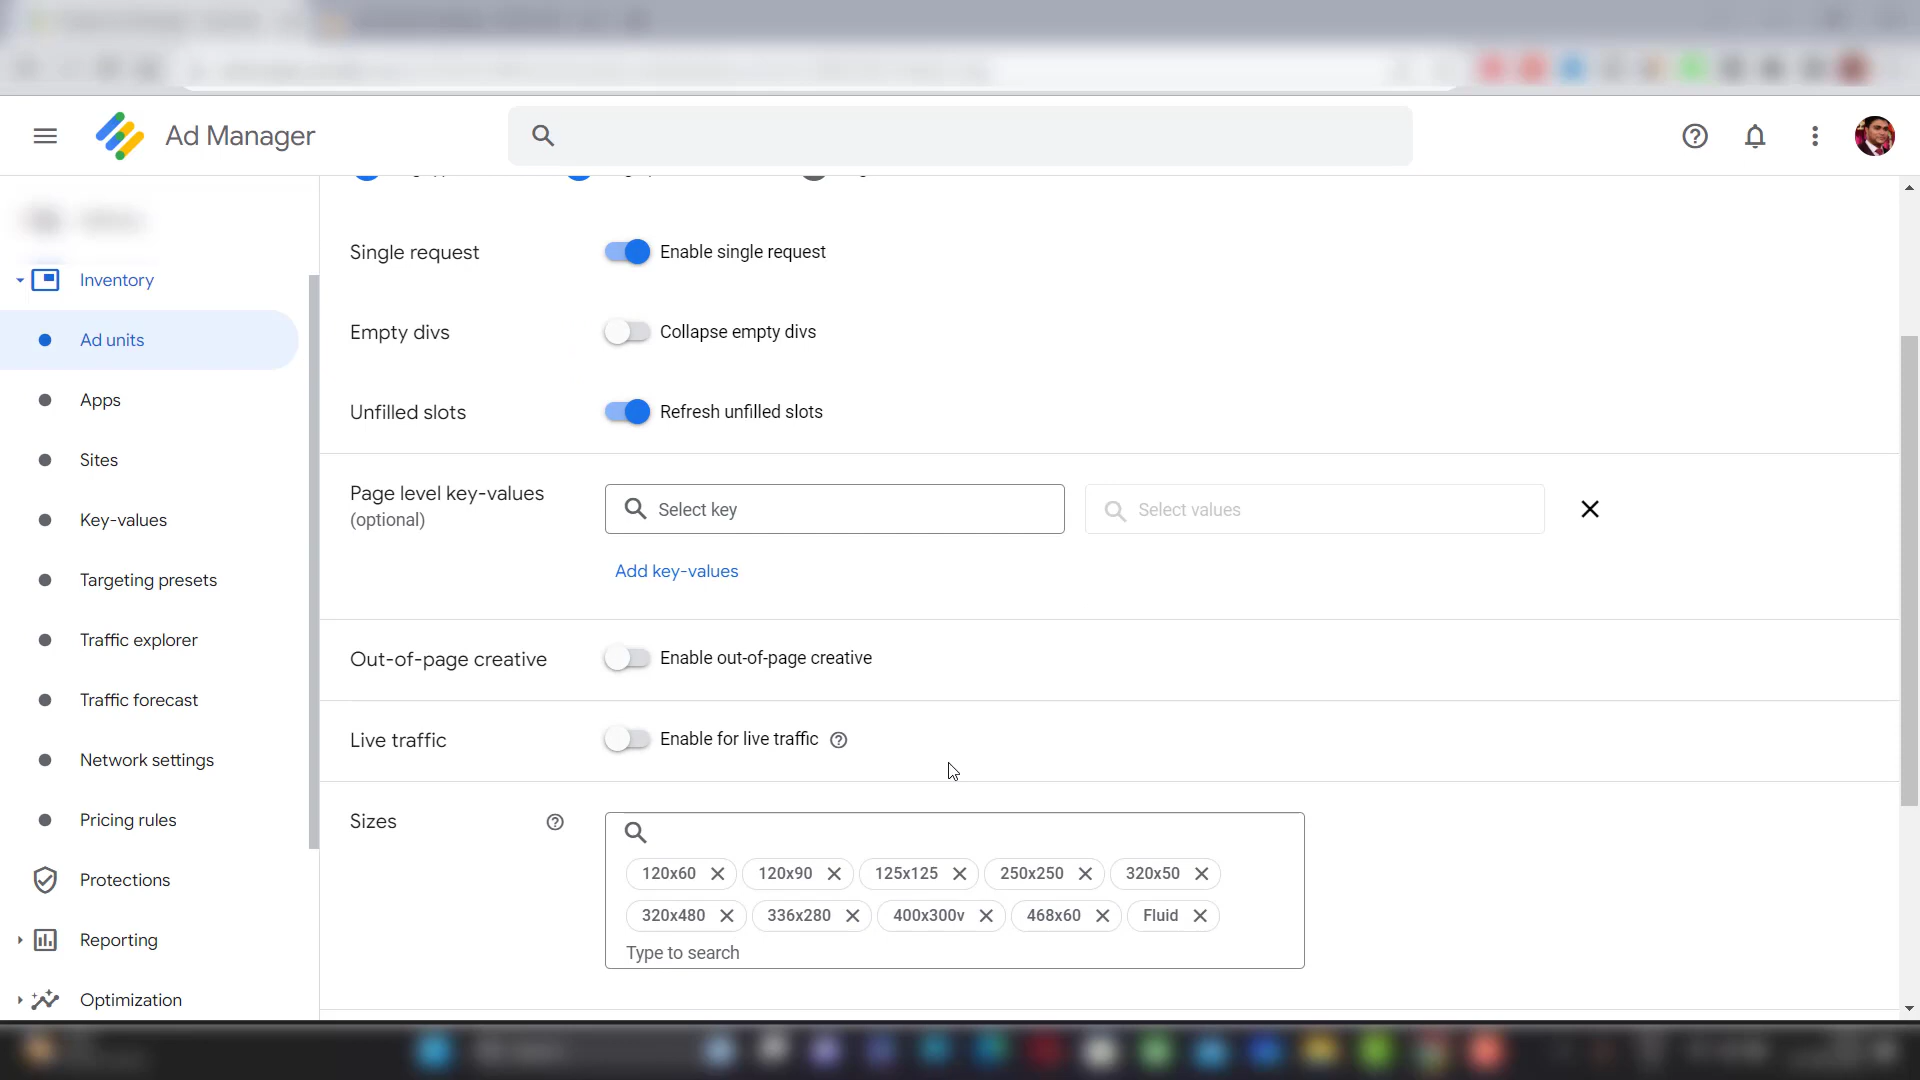 Ad Manager
Inventory
Ad units
Apps
Sites
Key-values
Targeting presets
Traffic explorer
Traffic forecast
Network settings
Pricing rules
Protections
Reporting
Optimization
Single request
Enable single request
Empty divs
Collapse empty divs
Unfilled slots
Refresh unfilled slots
Page level key-values
(optional)
Select key
Select values
Add key-values
Out-of-page creative
Enable out-of-page creative
Live traffic
Enable for live traffic
Sizes
120x60 120x90 125x125 250x250 320x50
320x480 336x280 400x300v 468x60 Fluid
Type to search